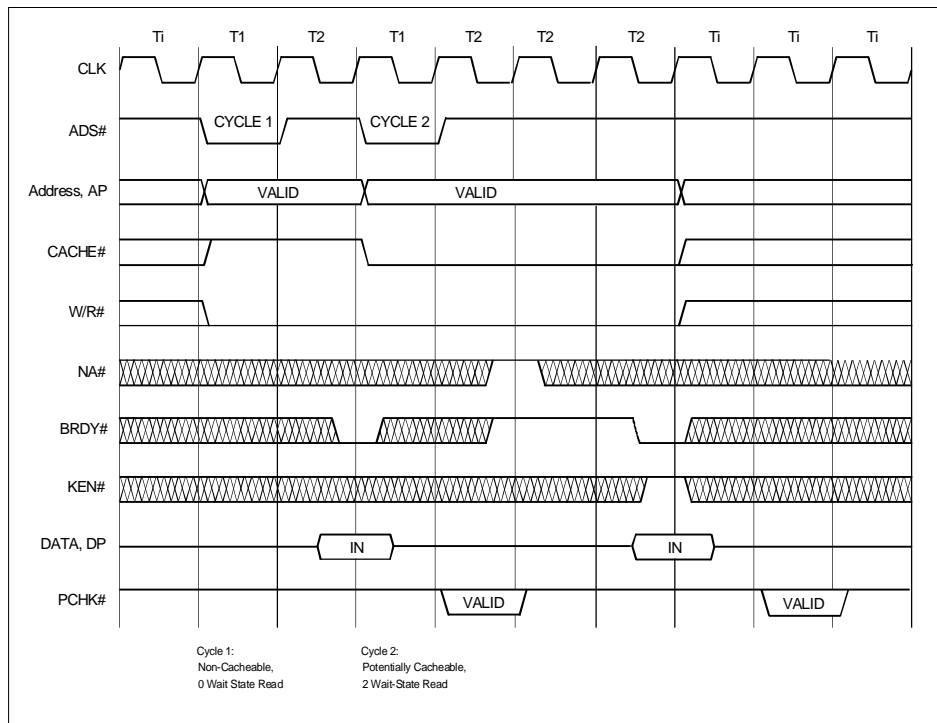 Ti T1 T2 T1 T2 T2 T2 Ti Ti Ti
CLK
ADS# CYCLE 1 CYCLE 2
Address, AP VALID VALID
CACHE#
W/R#
NA#
BRDY#
KEN#
DATA, DP IN IN
PCHK# VALID VALID
Cycle 1:
Non-Cacheable,
0 Wait State Read
Cycle 2:
Potentially Cacheable,
2 Wait-State Read